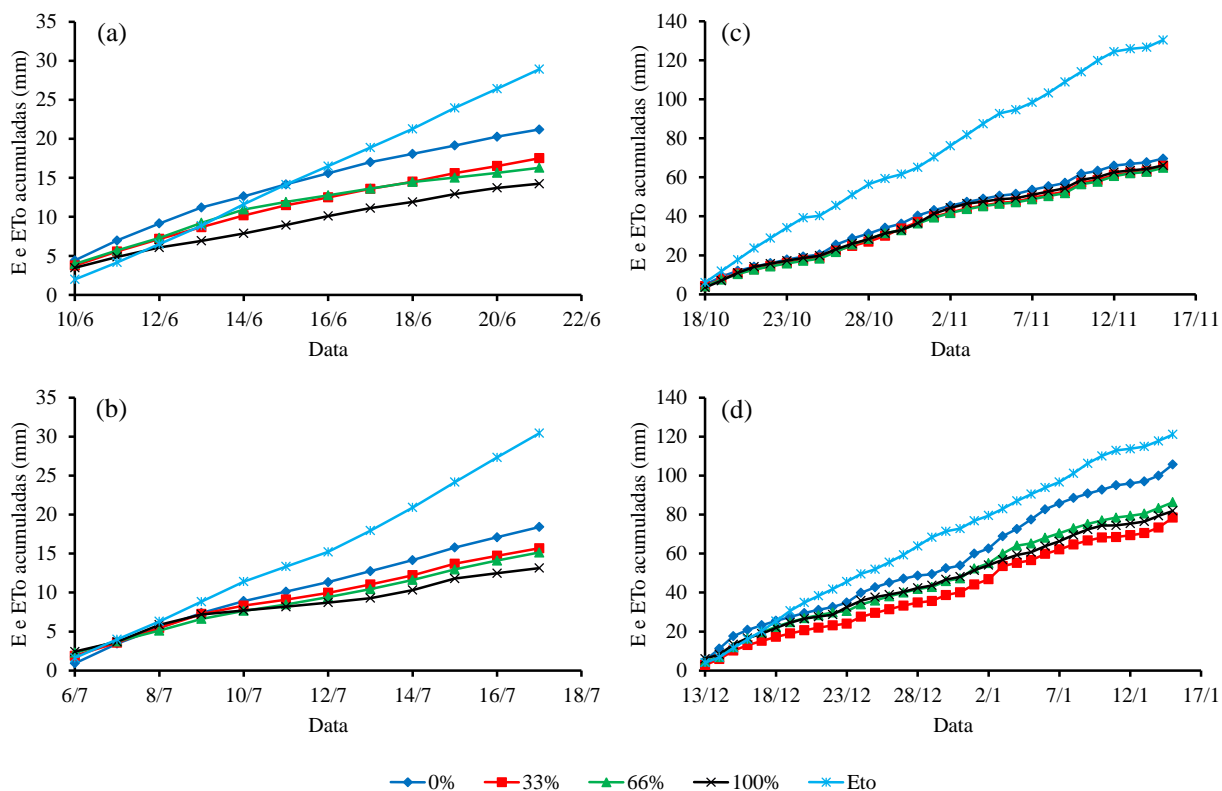 (a)
E e ETo acumuladas (mm)
35
30
25
20
15
10
5
0
10/6 12/6 14/6 16/6 18/6 20/6 22/6
Data
(c)
E e ETo acumuladas (mm)
140
120
100
80
60
40
20
0
18/10 23/10 28/10 2/11 7/11 12/11 17/11
Data
(b)
E e ETo acumuladas (mm)
35
30
25
20
15
10
5
0
6/7 8/7 10/7 12/7 14/7 16/7 18/7
Data
(d)
E e ETo acumuladas (mm)
140
120
100
80
60
40
20
0
13/12 18/12 23/12 28/12 2/1 7/1 12/1 17/1
Data
0% 33% 66% 100% Eto